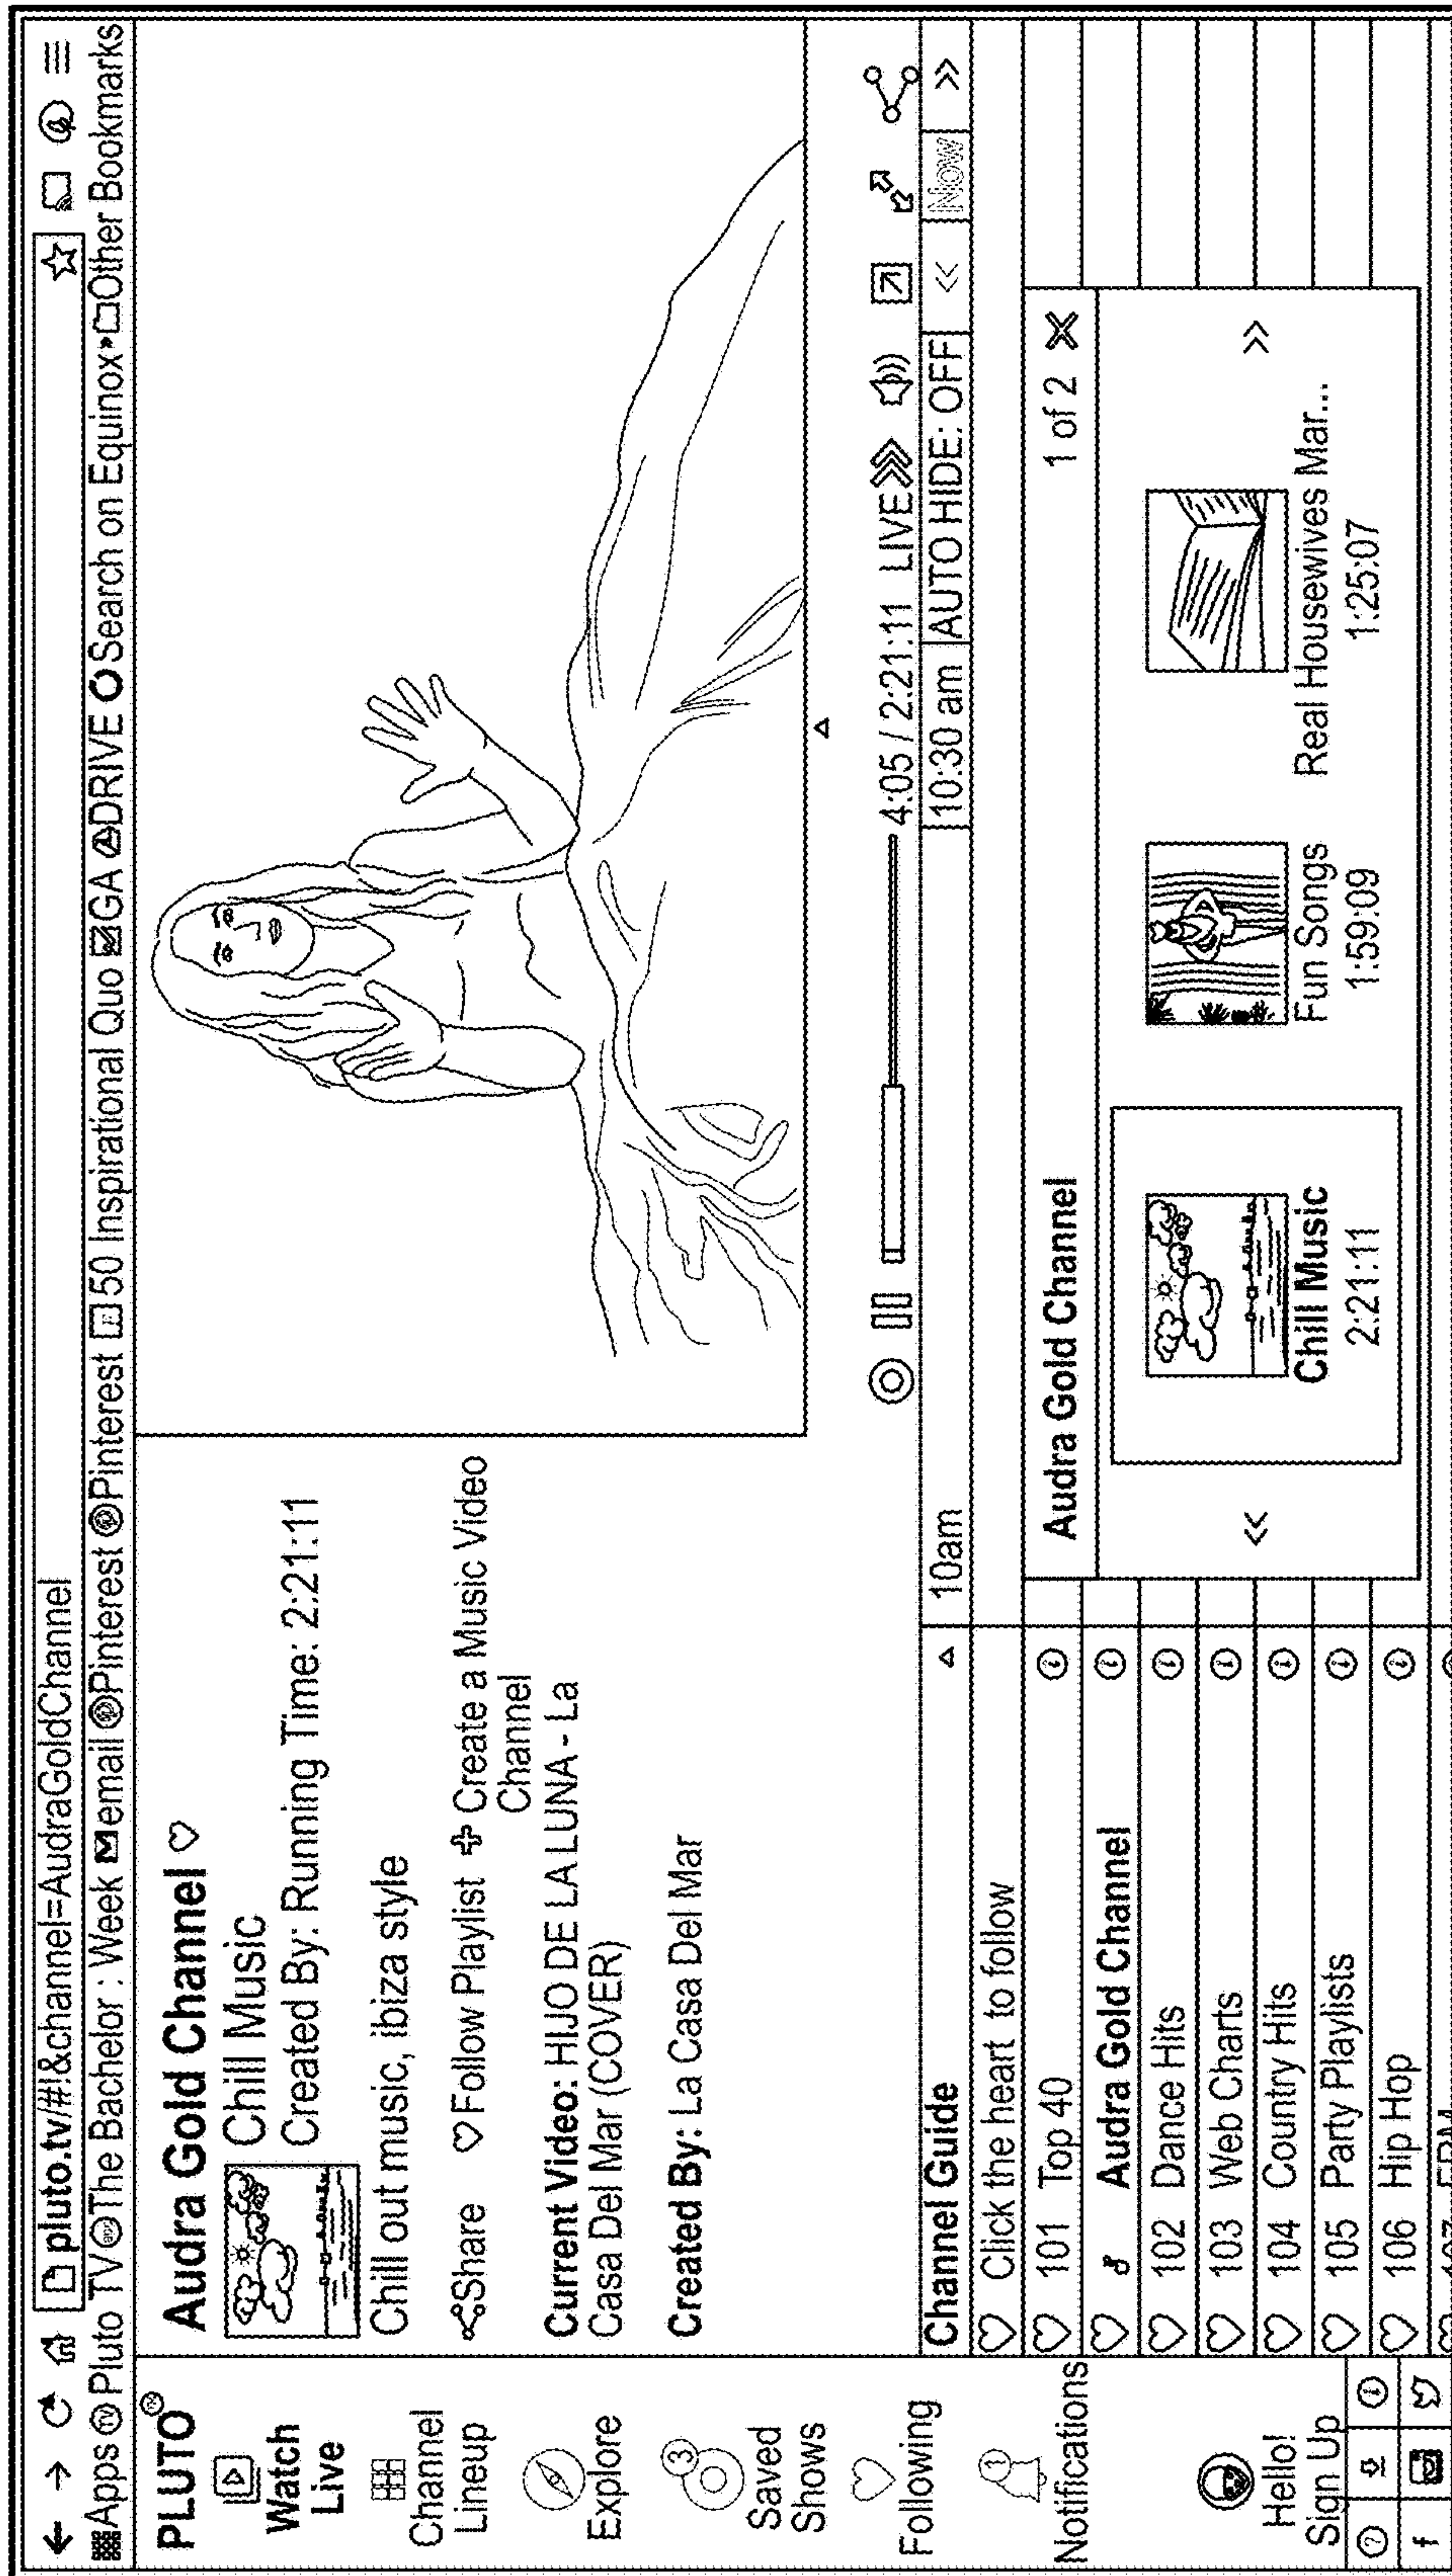 pluto.tv/#!&channel=AudraGoldChannel
Apps Pluto TV The Bachelor : Week email Pinterest Pinterest 50 Inspirational Quo GA DRIVE Search on Equinox » Other Bookmarks
PLUTO
Watch
Live
Channel
Lineup
Explore
3
Saved
Shows
Following
1
Notifications
Hello!
Sign Up
Audra Gold Channel
Chill Music
Created By: Running Time: 2:21:11
Chill out music, ibiza style
Share Follow Playlist Create a Music Video
Channel
Current Video: HIJO DE LA LUNA - La
Casa Del Mar (COVER)
Created By: La Casa Del Mar
4:05 / 2:21:11 LIVE
Channel Guide 10am 10:30 am AUTO HIDE: OFF << Now >>
Click the heart to follow
101 Top 40
Audra Gold Channel
102 Dance Hits
103 Web Charts
104 Country Hits
105 Party Playlists
106 Hip Hop
Audra Gold Channel 1 of 2 X
<< >>
Chill Music
2:21:11
Fun Songs
1:59:09
Real Housewives Mar...
1:25:07